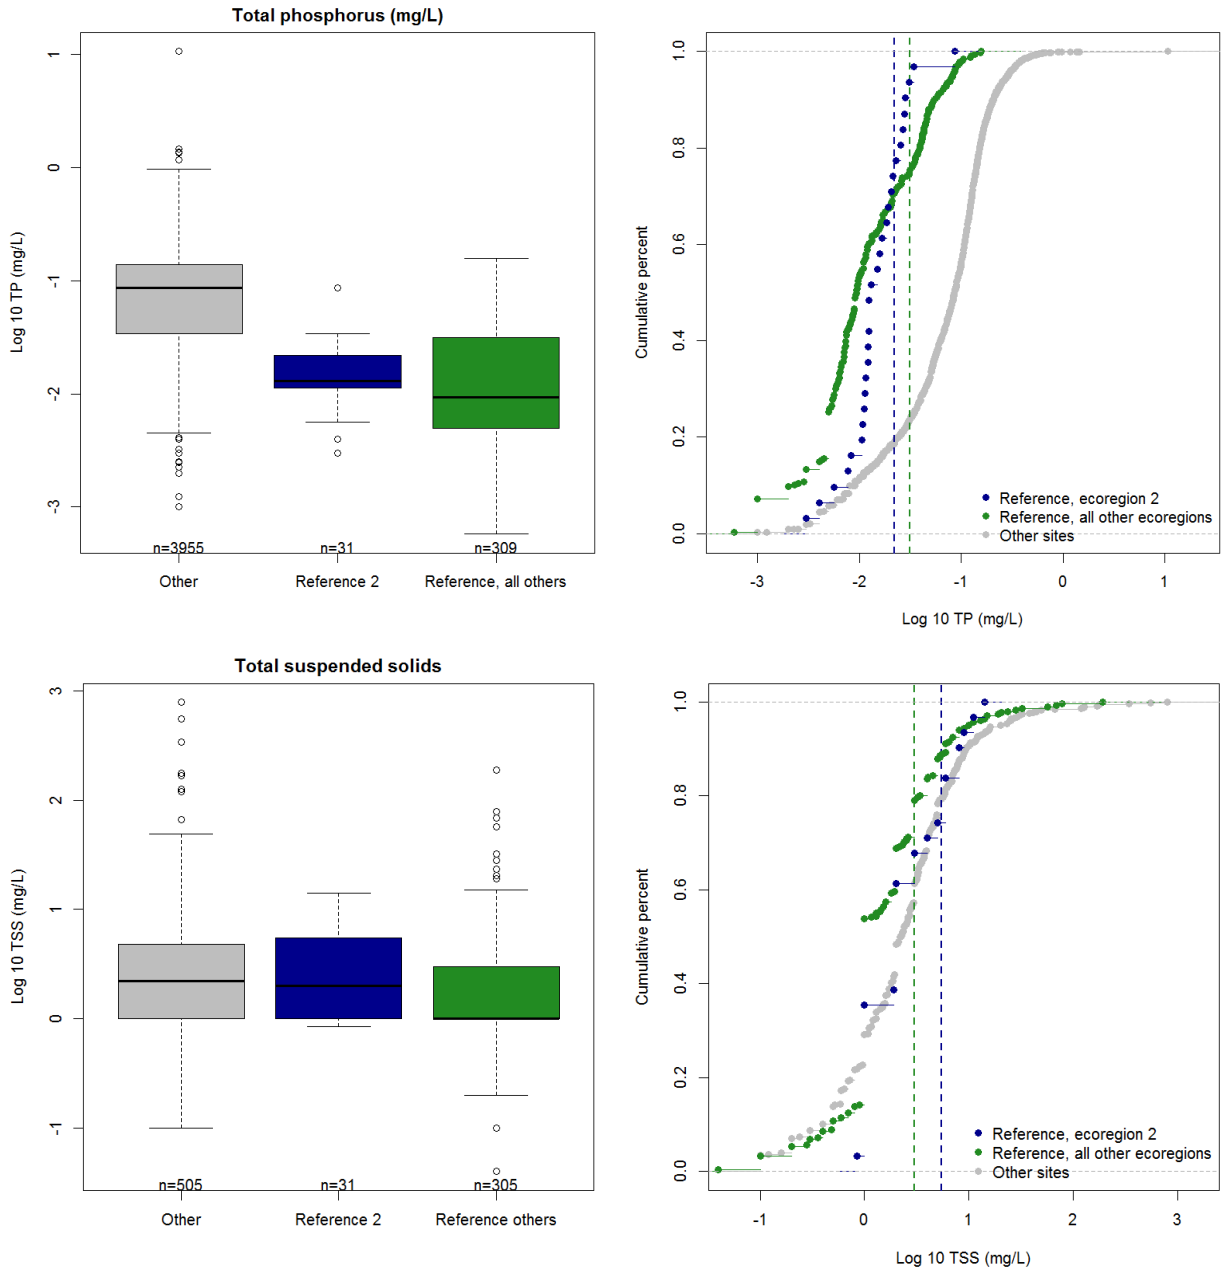 Total phosphorus (mg/L)
Log 10 TP (mg/L)
1
0
-1
-2
-3
n=3955
n=31
n=309
Other
Reference 2
Reference, all others
Cumulative percent
1.0
0.8
0.6
0.4
0.2
0.0
Reference, ecoregion 2
Reference, all other ecoregions
Other sites
-3
-2
-1
0
1
Log 10 TP (mg/L)
Total suspended solids
Log 10 TSS (mg/L)
3
2
1
0
-1
n=505
n=31
n=305
Other
Reference 2
Reference others
Cumulative percent
1.0
0.8
0.6
0.4
0.2
0.0
Reference, ecoregion 2
Reference, all other ecoregions
Other sites
-1
0
1
2
3
Log 10 TSS (mg/L)